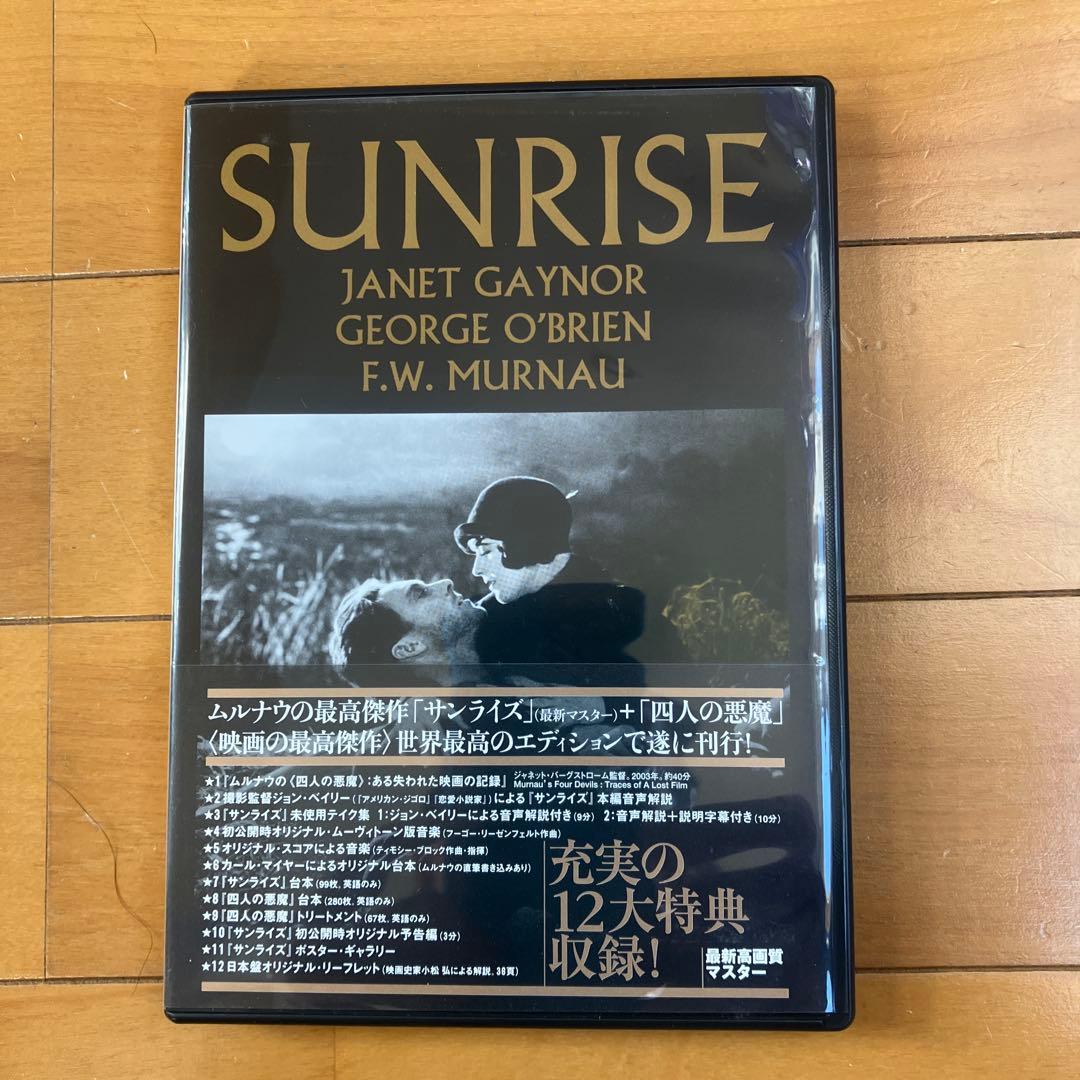 SUNRISE
JANET GAYNOR
GEORGE O'BRIEN
F.W. MURNAU
ムルナウの最高傑作「サンライズ」(最新マスター)+「四人の悪魔」
〈映画の最高傑作〉世界最高のエディションで遂に刊行!
★1『ムルナウの〈四人の悪魔〉:ある失われた映画の記録』 ジャネット・バーグストローム監督、2003年、約40分
Murnau's Four Devils : Traces of A Lost Film
★2 撮影監督ジョン・ベイリー(『アメリカン・ジゴロ』『恋愛小説家』)による『サンライズ』本編音声解説
★3『サンライズ』未使用テイク集 1:ジョン・ベイリーによる音声解説付き(9分) 2:音声解説+説明字幕付き(10分)
★4 初公開時オリジナル・ムーヴィトーン版音楽(フーゴー・リーゼンフェルト作曲)
★5 オリジナル・スコアによる音楽(ティモシー・ブロック作曲・指揮)
★6 カール・マイヤーによるオリジナル台本(ムルナウの直筆書き込みあり)
★7『サンライズ』台本(99枚、英語のみ)
★8『四人の悪魔』台本(280枚、英語のみ)
★9『四人の悪魔』トリートメント(67枚、英語のみ)
★10『サンライズ』初公開時オリジナル予告編(3分)
★11『サンライズ』ポスター・ギャラリー
★12 日本盤オリジナル・リーフレット(映画史家小松 弘による解説、36頁)
充実の
12大特典
収録!
最新高画質
マスター